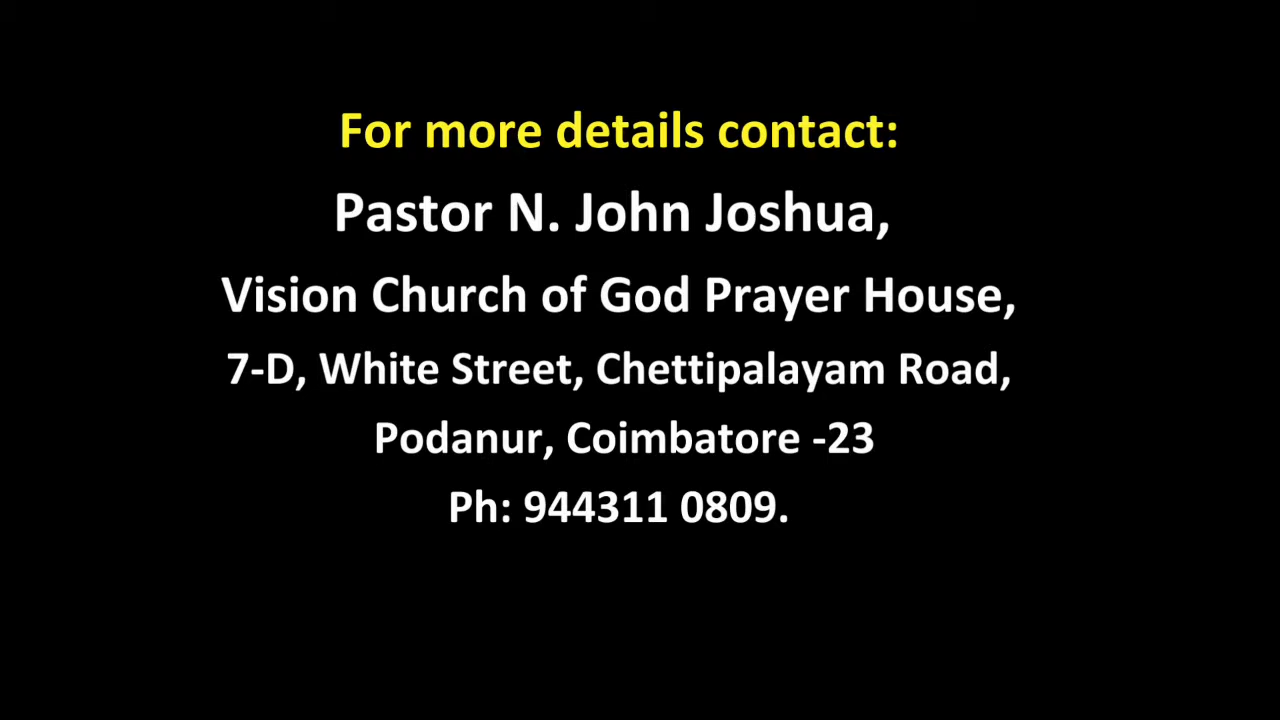 For more details contact:
Pastor N. John Joshua,
Vision Church of God Prayer House,
7-D, White Street, Chettipalayam Road,
Podanur, Coimbatore -23
Ph: 944311 0809.